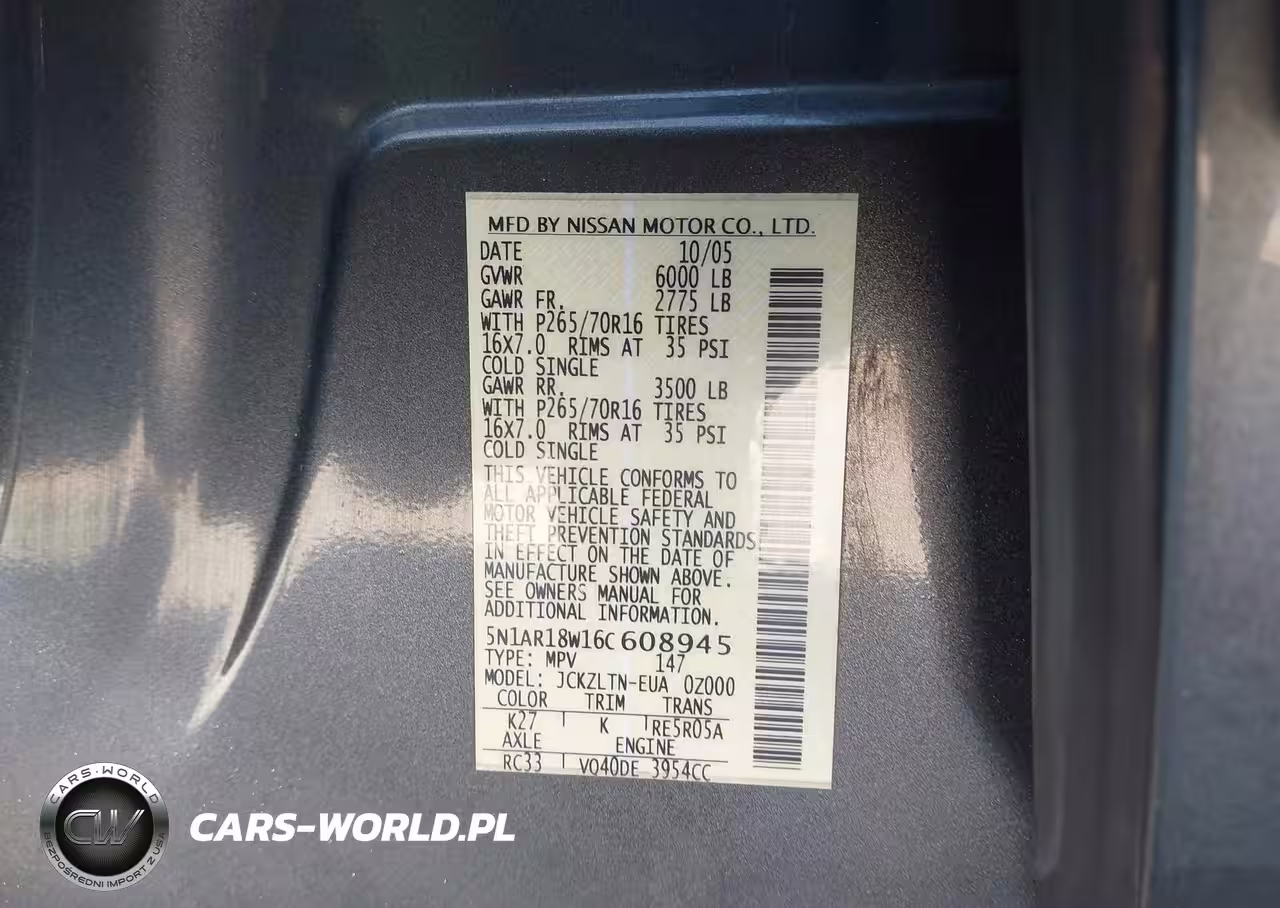 MFD BY NISSAN MOTOR CO., LTD.
DATE 10/05
GVWR 6000 LB
GAWR FR. 2775 LB
WITH P265/70R16 TIRES
16X7.0 RIMS AT 35 PSI
COLD SINGLE
GAWR RR. 3500 LB
WITH P265/70R16 TIRES
16X7.0 RIMS AT 35 PSI
COLD SINGLE
THIS VEHICLE CONFORMS TO
ALL APPLICABLE FEDERAL
MOTOR VEHICLE SAFETY AND
THEFT PREVENTION STANDARDS
IN EFFECT ON THE DATE OF
MANUFACTURE SHOWN ABOVE.
SEE OWNERS MANUAL FOR
ADDITIONAL INFORMATION.
5N1AR18W16C608945
TYPE: MPV 147
MODEL: JCKZLTN-EUA 0Z000
COLOR TRIM TRANS
K27 K RE5R05A
AXLE ENGINE
RC33 VQ40DE 3954CC
CARS-WORLD
CW
BEZPOŚREDNI IMPORT Z USA
CARS-WORLD.PL